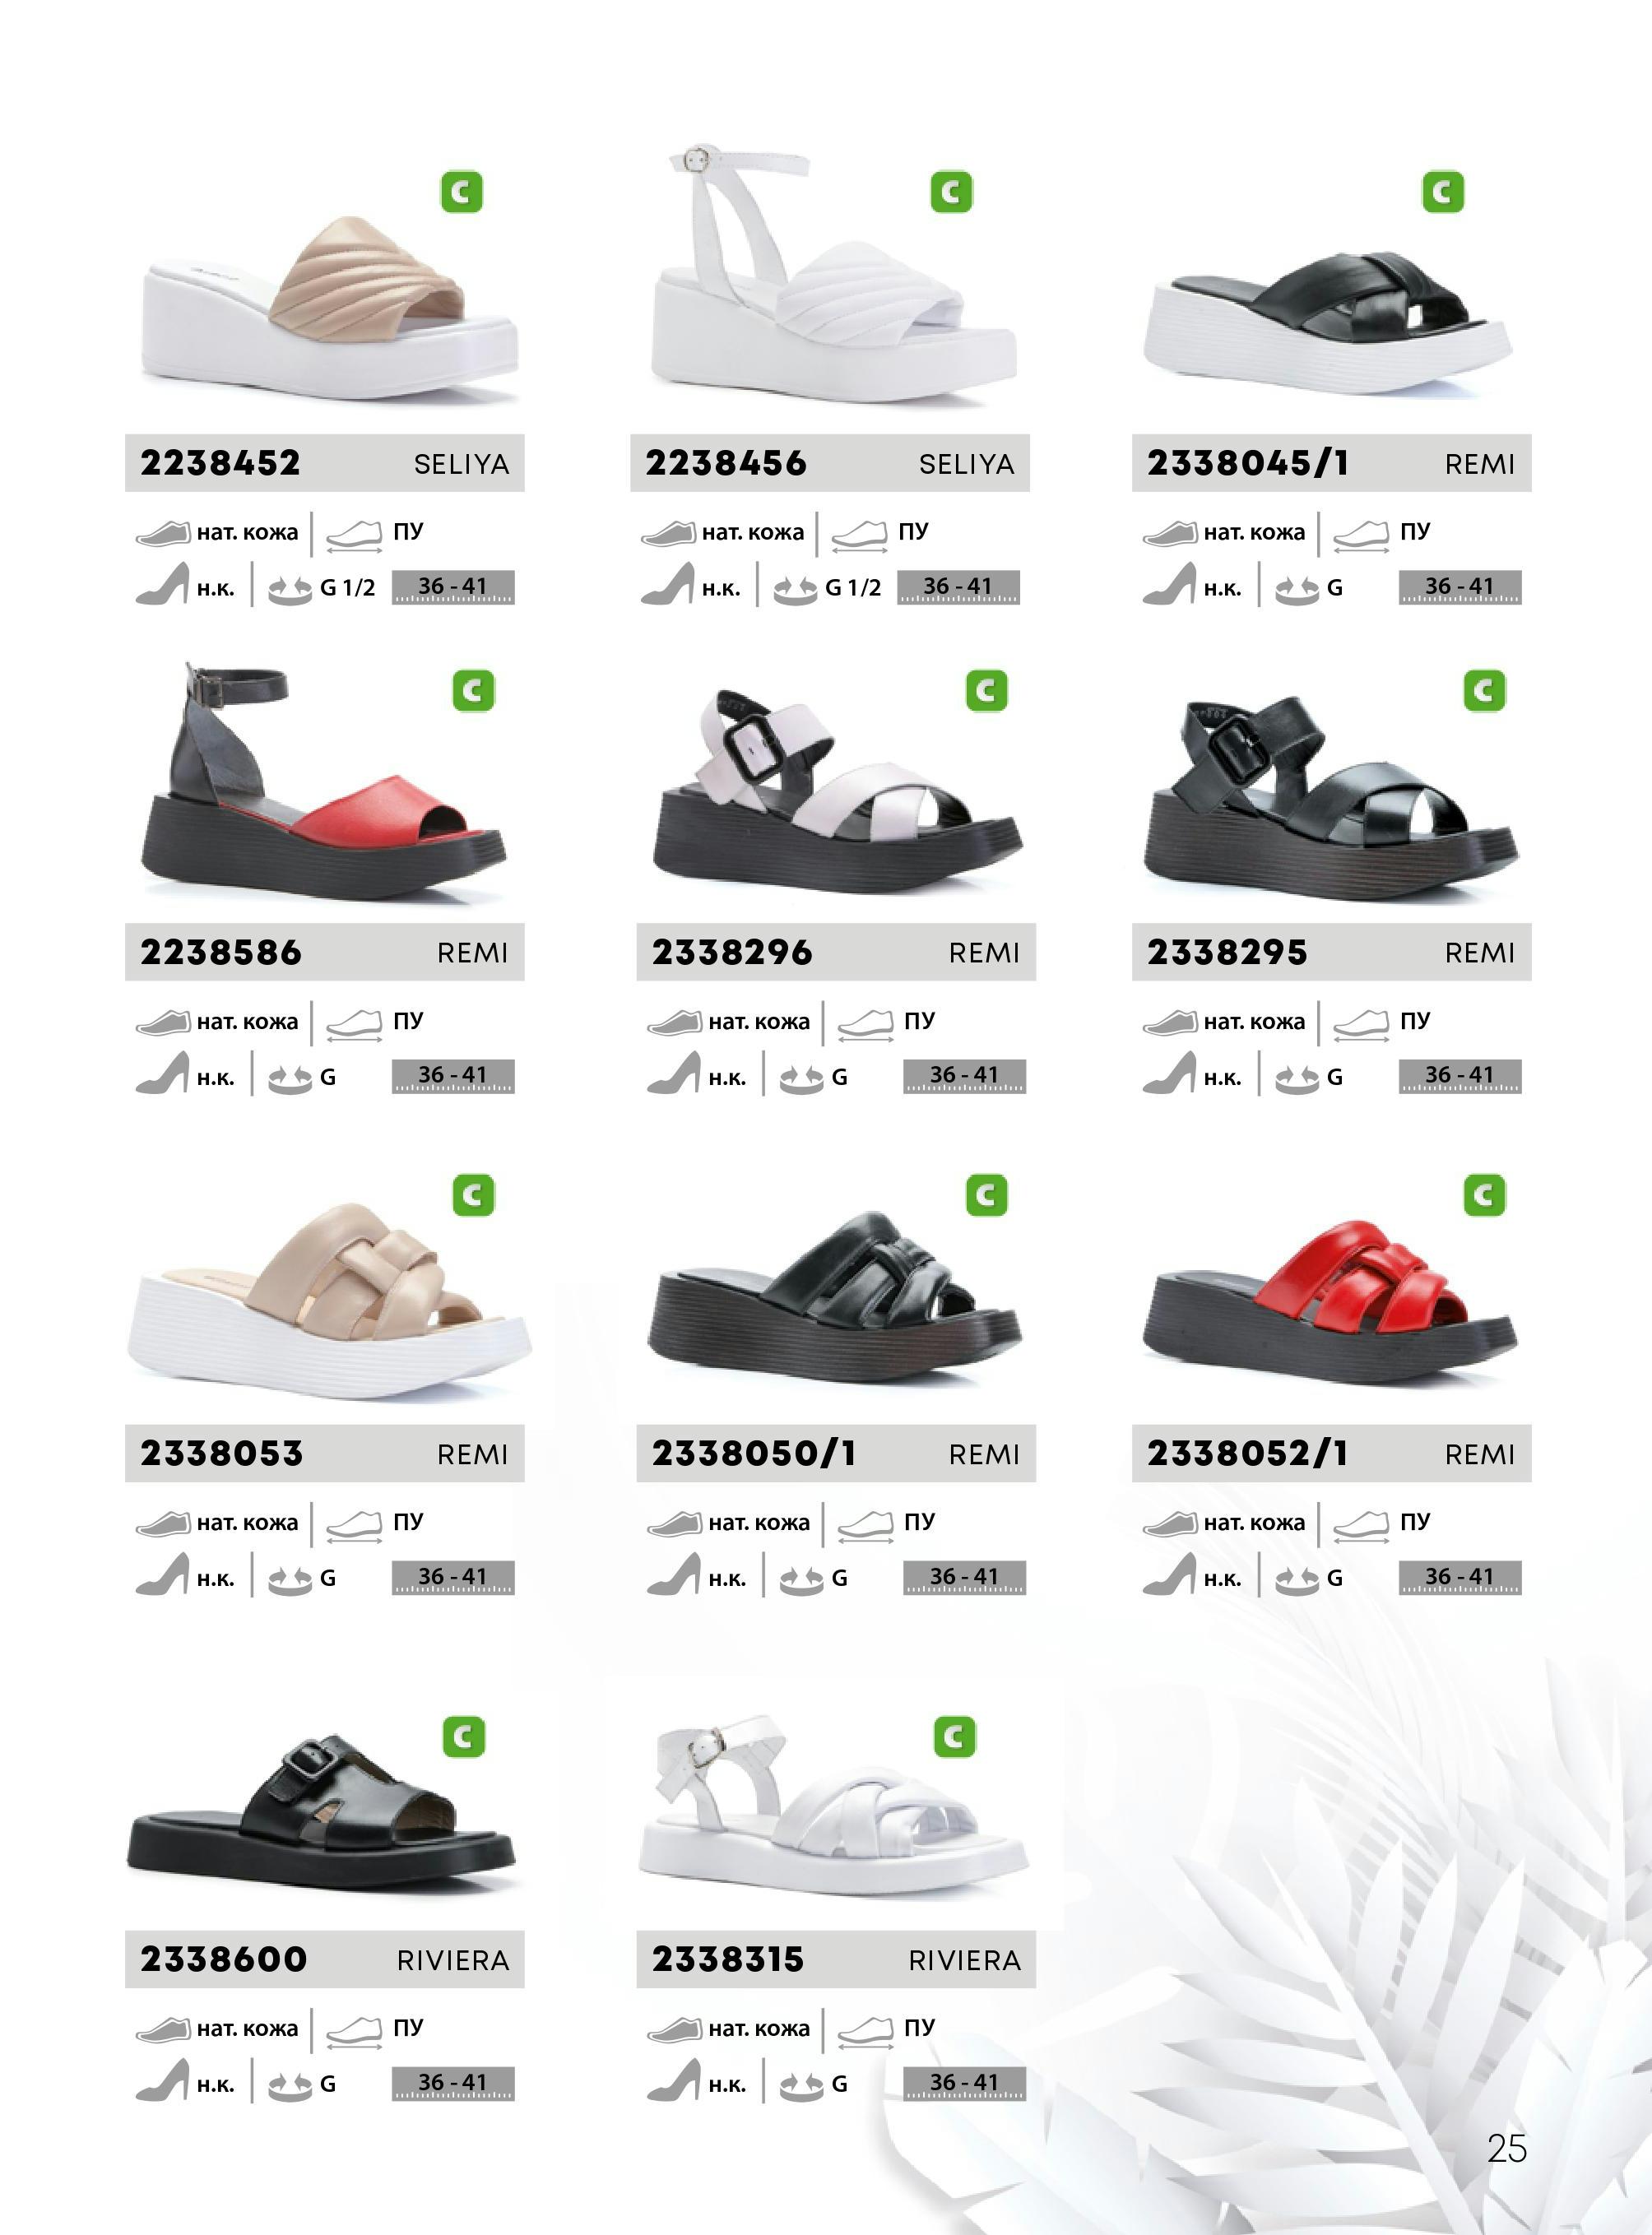 C
C
C
2238452 SELIYA
2238456 SELIYA
2338045/1 REMI
нат. кожа ПУ
н.к. G 1/2 36 - 41
нат. кожа ПУ
н.к. G 1/2 36 - 41
нат. кожа ПУ
н.к. G 36 - 41
C
C
C
2238586 REMI
2338296 REMI
2338295 REMI
нат. кожа ПУ
н.к. G 36 - 41
нат. кожа ПУ
н.к. G 36 - 41
нат. кожа ПУ
н.к. G 36 - 41
C
C
C
2338053 REMI
2338050/1 REMI
2338052/1 REMI
нат. кожа ПУ
н.к. G 36 - 41
нат. кожа ПУ
н.к. G 36 - 41
нат. кожа ПУ
н.к. G 36 - 41
C
C
2338600 RIVIERA
2338315 RIVIERA
нат. кожа ПУ
н.к. G 36 - 41
нат. кожа ПУ
н.к. G 36 - 41
25